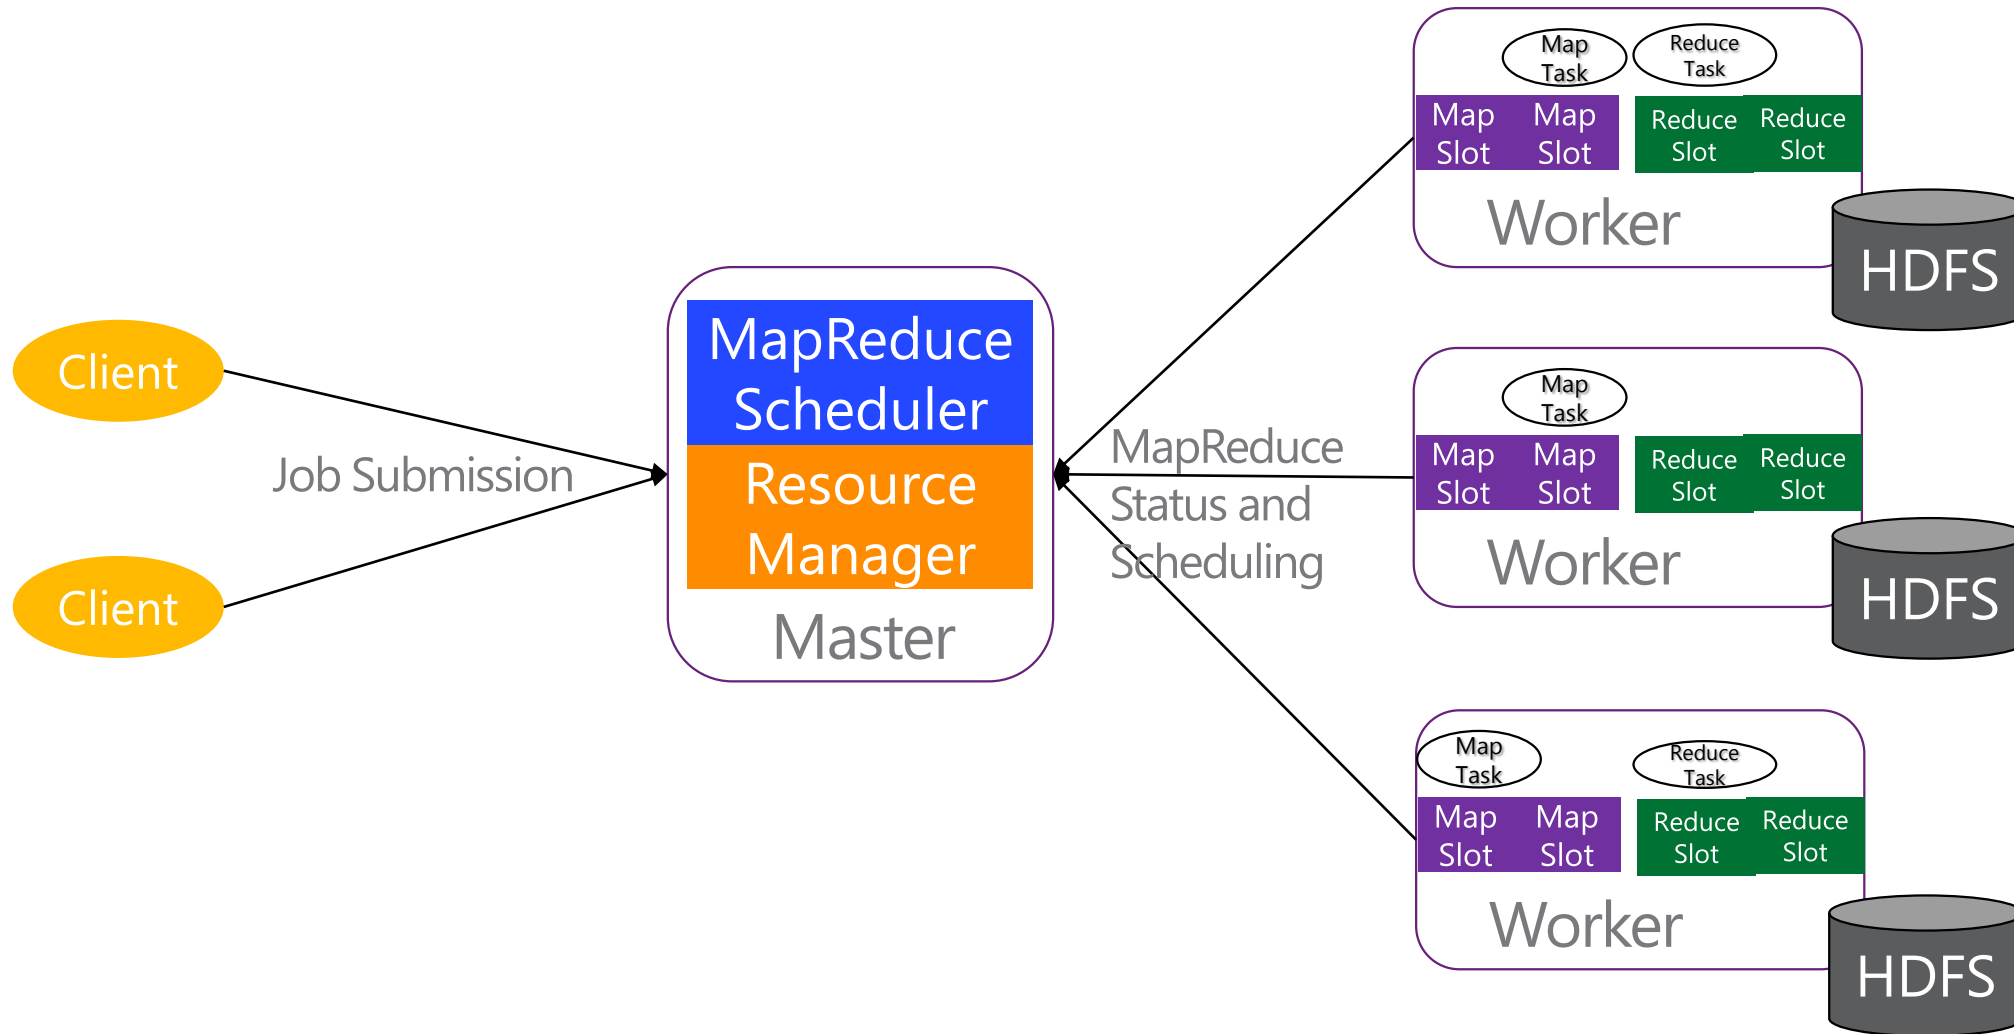 Client
Client
Job Submission
MapReduce
Scheduler
Resource
Manager
Master
MapReduce
Status and
Scheduling
Map
Task
Reduce
Task
Map
Slot
Map
Slot
Reduce
Slot
Reduce
Slot
Worker
HDFS
Map
Task
Map
Slot
Map
Slot
Reduce
Slot
Reduce
Slot
Worker
HDFS
Map
Task
Reduce
Task
Map
Slot
Map
Slot
Reduce
Slot
Reduce
Slot
Worker
HDFS